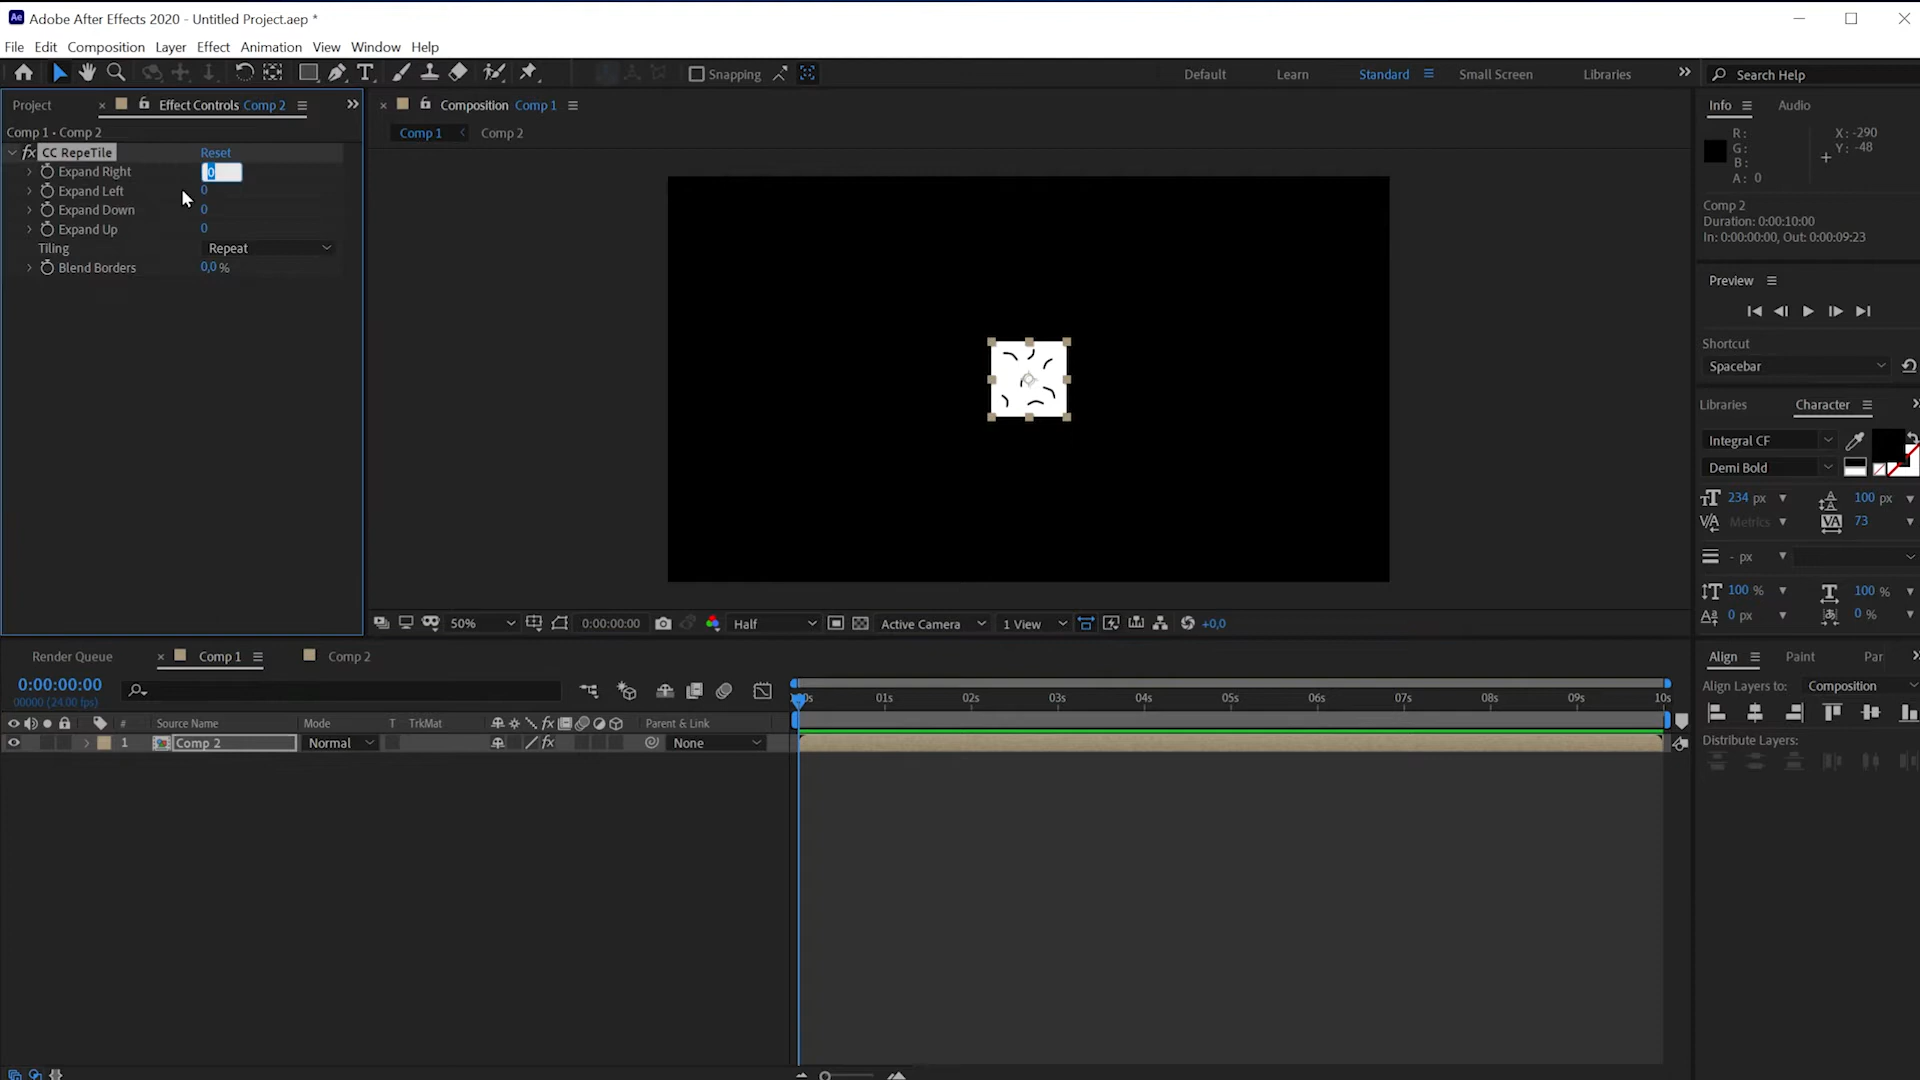 Adobe After Effects 2020 - Untitled Project.aep *
File Edit Composition Layer Effect Animation View Window Help
Snapping Default Learn Standard Small Screen Libraries Search Help
Project Effect Controls Comp 2
Comp 1 • Comp 2
fx CC RepeTile Reset
Expand Right 0
Expand Left 0
Expand Down 0
Expand Up 0
Tiling Repeat
Blend Borders 0,0 %
Composition Comp 1
Comp 1 Comp 2
50% 0:00:00:00 Half Active Camera 1 View +0,0
Info Audio
R: X: -290
G: Y: -48
B:
A: 0
Comp 2
Duration: 0:00:10:00
In: 0:00:00:00, Out: 0:00:09:23
Preview
Shortcut
Spacebar
Libraries Character
Integral CF
Demi Bold
234 px 100 px
Metrics 73
- px
100 % 100 %
0 px 0 %
Align Paint Par
Align Layers to: Composition
Distribute Layers:
Render Queue Comp 1 Comp 2
0:00:00:00
00000 (24.00 fps)
01s 02s 03s 04s 05s 06s 07s 08s 09s 10s
# Source Name Mode T TrkMat Parent & Link
1 Comp 2 Normal None